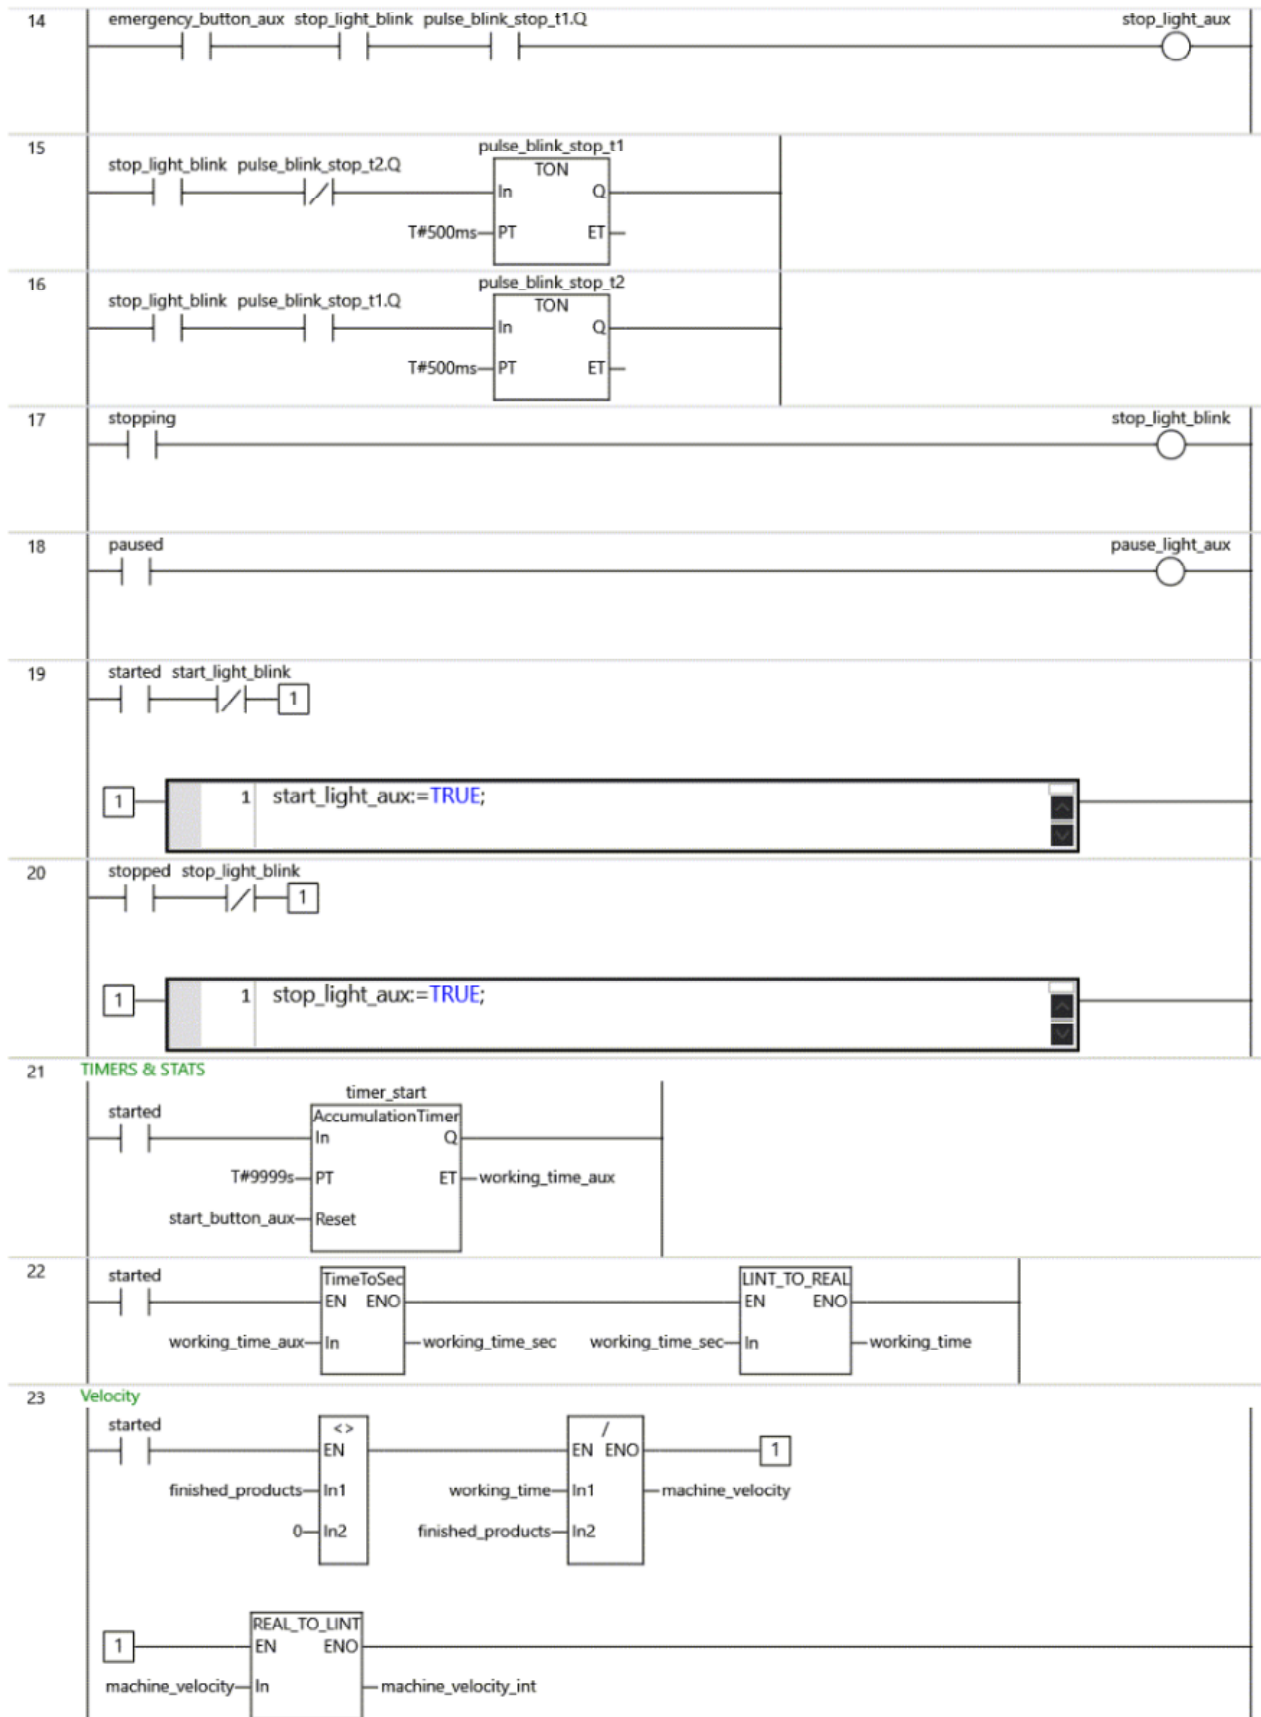 14
emergency_button_aux stop_light_blink pulse_blink_stop_t1.Q stop_light_aux
15
pulse_blink_stop_t1
stop_light_blink pulse_blink_stop_t2.Q TON
In Q
T#500ms PT ET
16
pulse_blink_stop_t2
stop_light_blink pulse_blink_stop_t1.Q TON
In Q
T#500ms PT ET
17 stopping stop_light_blink
18 paused pause_light_aux
19 started start_light_blink
1
1 1 start_light_aux:=TRUE;
20 stopped stop_light_blink
1
1 1 stop_light_aux:=TRUE;
21 TIMERS & STATS
timer_start
started AccumulationTimer
In Q
T#9999s PT ET working_time_aux
start_button_aux Reset
22 started TimeToSec LINT_TO_REAL
EN ENO EN ENO
working_time_aux In working_time_sec working_time_sec In working_time
23 Velocity
started <> /
EN EN ENO 1
finished_products In1 working_time In1 machine_velocity
0 In2 finished_products In2
REAL_TO_LINT
1 EN ENO
machine_velocity In machine_velocity_int